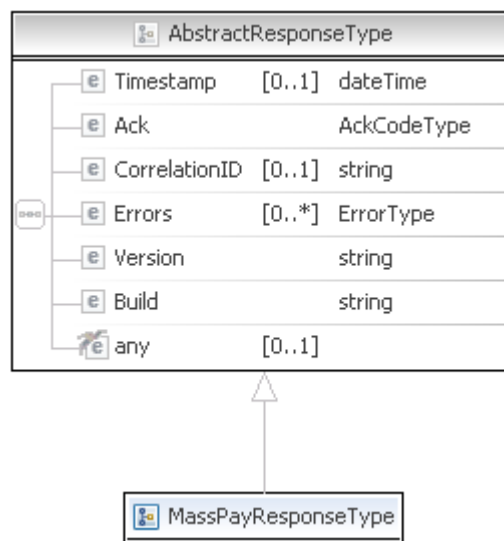 AbstractResponseType
Timestamp [0..1] dateTime
Ack AckCodeType
CorrelationID [0..1] string
Errors [0..*] ErrorType
Version string
Build string
any [0..1]
MassPayResponseType